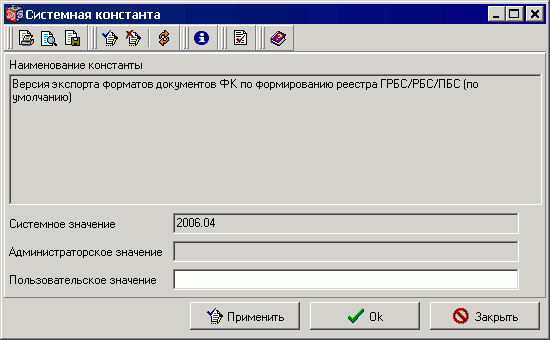 Системная константа
Наименование константы
Версия экспорта форматов документов ФК по формированию реестра ГРБС/РБС/ПБС (по
умолчанию)
Системное значение
2006.04
Администраторское значение
Пользовательское значение
Применить
Ok
Закрыть